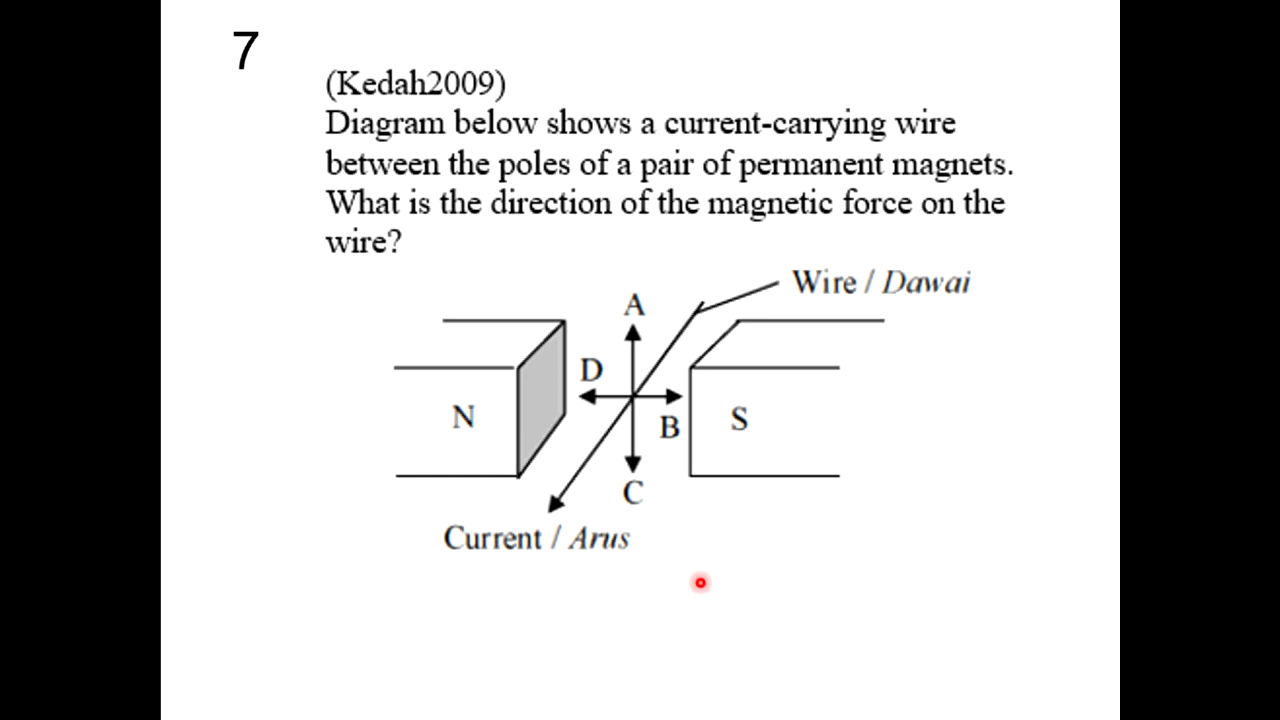 7
(Kedah2009)
Diagram below shows a current-carrying wire
between the poles of a pair of permanent magnets.
What is the direction of the magnetic force on the
wire?
Wire / Dawai
A
D
N
B
S
C
Current / Arus